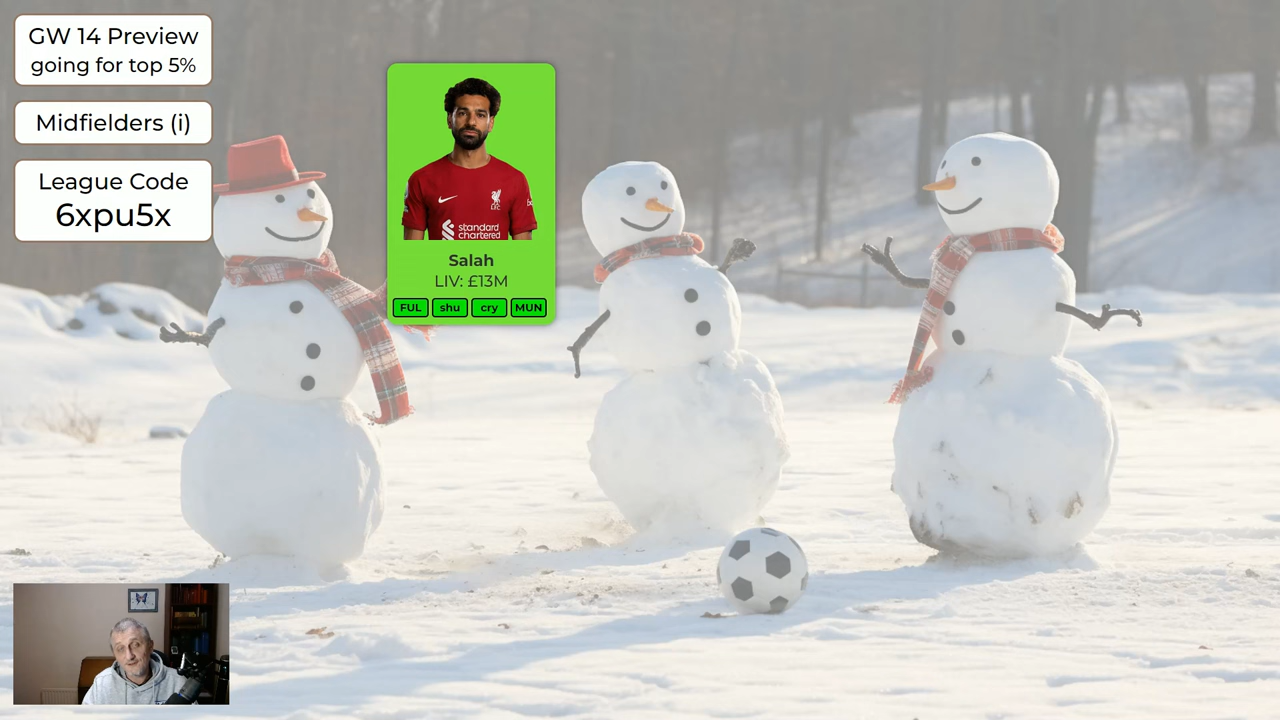 GW 14 Preview
going for top 5%
Midfielders (i)
League Code
6xpu5x
standard
chartered
Salah
LIV: £13M
FUL shu cry MUN